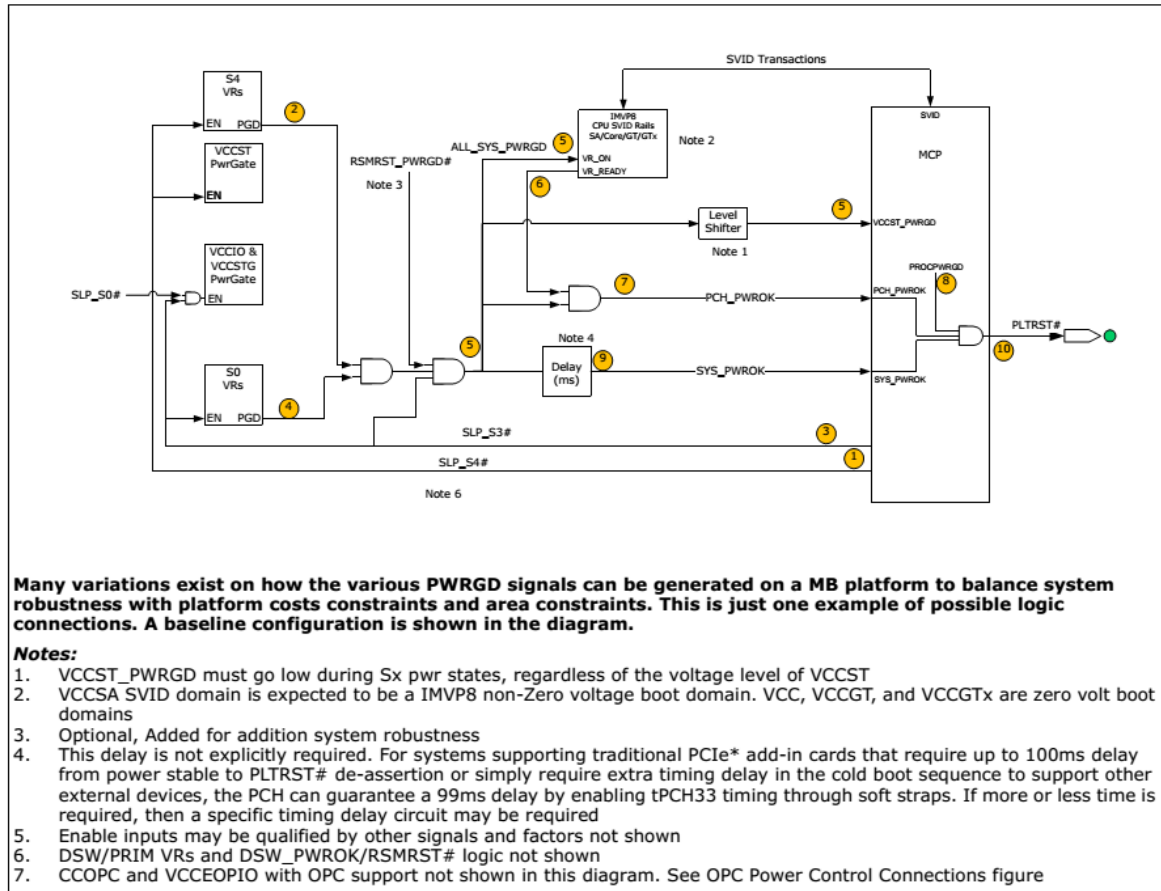 SVID Transactions
S4
VRs
EN PGD
2
VCCST
PwrGate
EN
VCCIO &
VCCSTG
PwrGate
EN
SLP_S0#
S0
VRs
EN PGD
4
RSMRST_PWRGD#
Note 3
ALL_SYS_PWRGD
5
IMVP8
CPU SVID Rails
SA/Core/GT/GTx
VR_ON
VR_READY
Note 2
6
5
Level
Shifter
Note 1
5
7
PCH_PWROK
Note 4
Delay
(ms)
9
SYS_PWROK
SLP_S3#
3
SLP_S4#
1
Note 6
SVID
MCP
VCCST_PWRGD
PROCPWRGD
8
PCH_PWROK
SYS_PWROK
10
PLTRST#
Many variations exist on how the various PWRGD signals can be generated on a MB platform to balance system
robustness with platform costs constraints and area constraints. This is just one example of possible logic
connections. A baseline configuration is shown in the diagram.
Notes:
1. VCCST_PWRGD must go low during Sx pwr states, regardless of the voltage level of VCCST
2. VCCSA SVID domain is expected to be a IMVP8 non-Zero voltage boot domain. VCC, VCCGT, and VCCGTx are zero volt boot
domains
3. Optional, Added for addition system robustness
4. This delay is not explicitly required. For systems supporting traditional PCIe* add-in cards that require up to 100ms delay
from power stable to PLTRST# de-assertion or simply require extra timing delay in the cold boot sequence to support other
external devices, the PCH can guarantee a 99ms delay by enabling tPCH33 timing through soft straps. If more or less time is
required, then a specific timing delay circuit may be required
5. Enable inputs may be qualified by other signals and factors not shown
6. DSW/PRIM VRs and DSW_PWROK/RSMRST# logic not shown
7. CCOPC and VCCEOPIO with OPC support not shown in this diagram. See OPC Power Control Connections figure